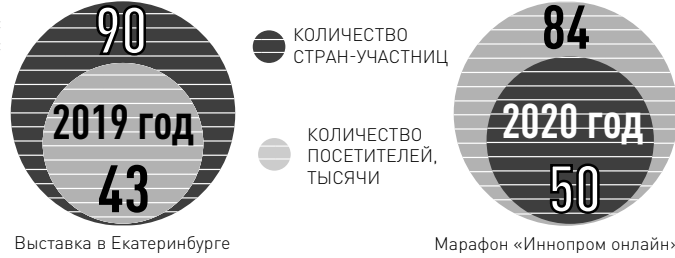 90
2019 год
43
Выставка в Екатеринбурге
КОЛИЧЕСТВО
СТРАН-УЧАСТНИЦ
КОЛИЧЕСТВО
ПОСЕТИТЕЛЕЙ,
ТЫСЯЧИ
84
2020 год
50
Марафон «Иннопром онлайн»